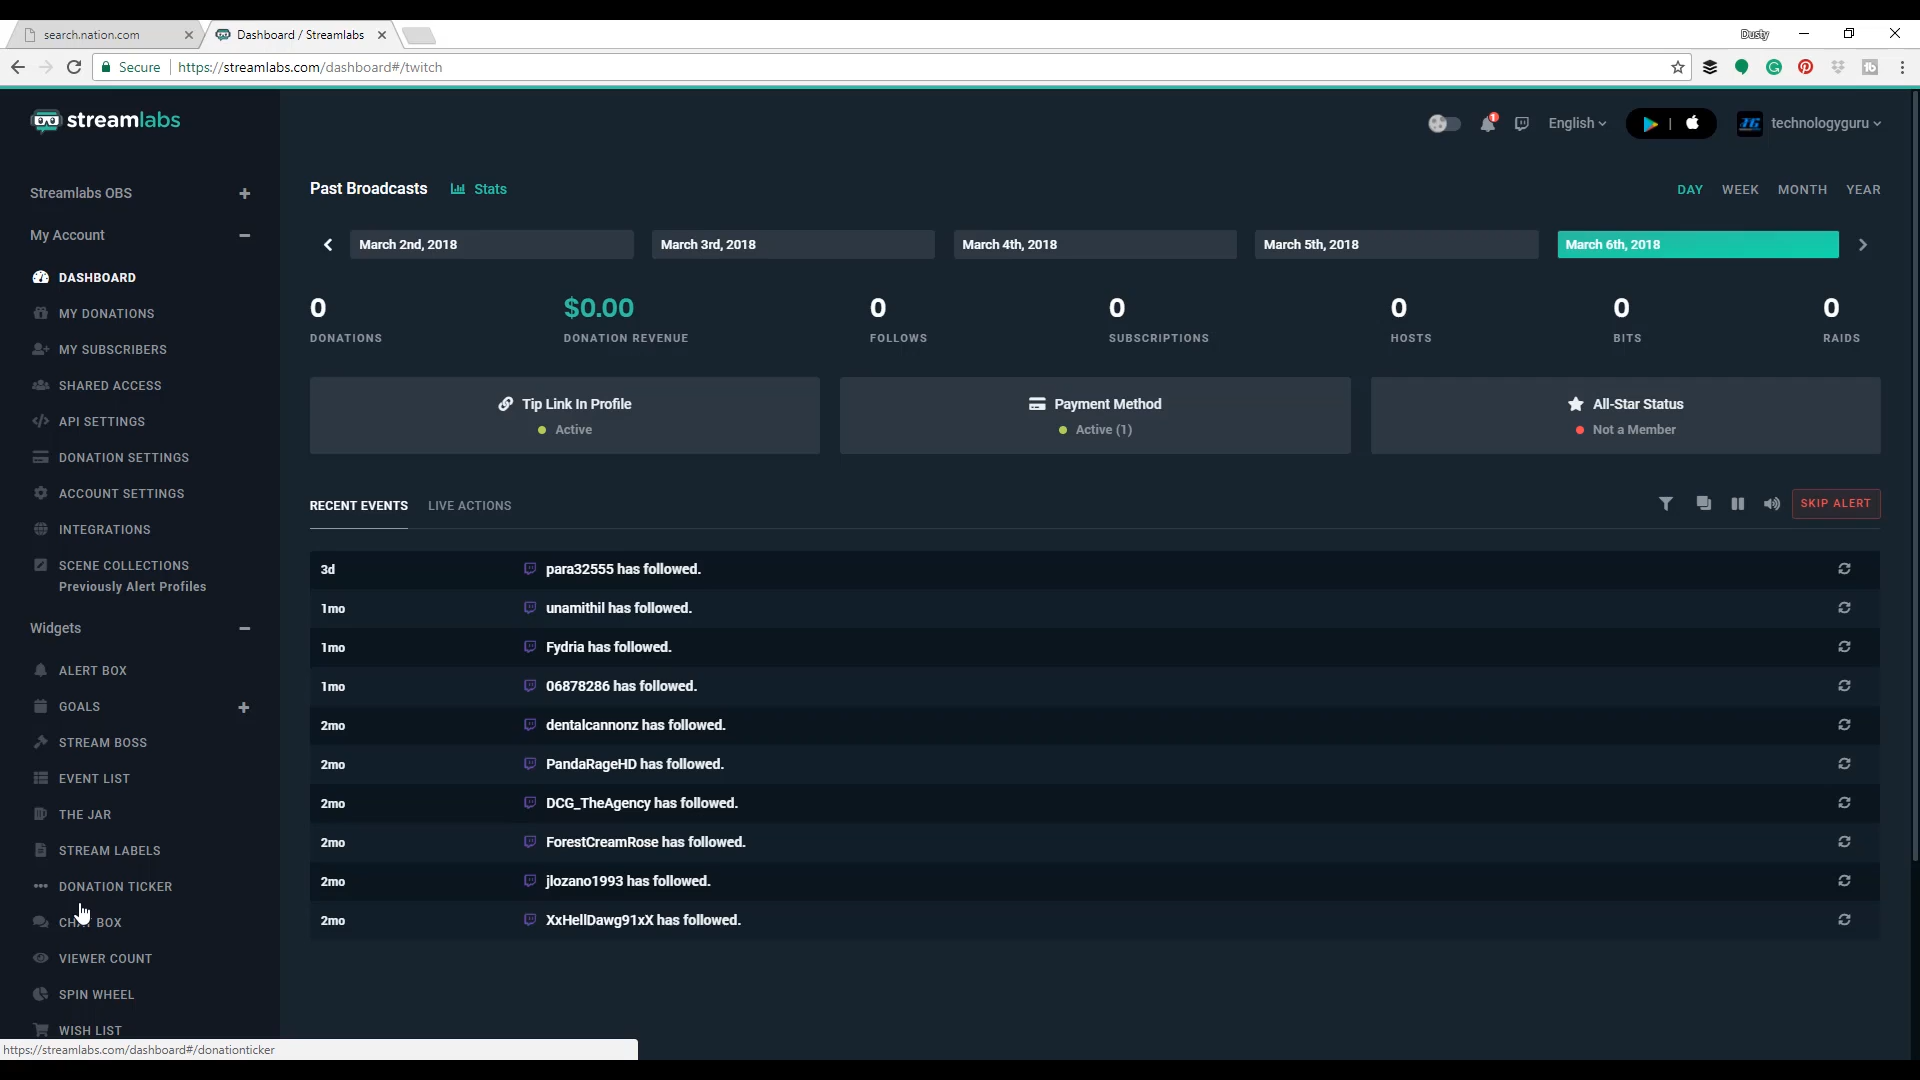 search.nation.com
Dashboard / Streamlabs
Dusty
Secure
https://streamlabs.com/dashboard#/twitch
streamlabs
1
English
technologyguru
Streamlabs OBS
My Account
DASHBOARD
MY DONATIONS
MY SUBSCRIBERS
SHARED ACCESS
API SETTINGS
DONATION SETTINGS
ACCOUNT SETTINGS
INTEGRATIONS
SCENE COLLECTIONS
Previously Alert Profiles
Widgets
ALERT BOX
GOALS
STREAM BOSS
EVENT LIST
THE JAR
STREAM LABELS
DONATION TICKER
CHAT BOX
VIEWER COUNT
SPIN WHEEL
WISH LIST
https://streamlabs.com/dashboard#/donationticker
Past Broadcasts
Stats
DAY WEEK MONTH YEAR
March 2nd, 2018
March 3rd, 2018
March 4th, 2018
March 5th, 2018
March 6th, 2018
0
DONATIONS
$0.00
DONATION REVENUE
0
FOLLOWS
0
SUBSCRIPTIONS
0
HOSTS
0
BITS
0
RAIDS
Tip Link In Profile
Active
Payment Method
Active (1)
All-Star Status
Not a Member
RECENT EVENTS
LIVE ACTIONS
SKIP ALERT
3d para32555 has followed.
1mo unamithil has followed.
1mo Fydria has followed.
1mo 06878286 has followed.
2mo dentalcannonz has followed.
2mo PandaRageHD has followed.
2mo DCG_TheAgency has followed.
2mo ForestCreamRose has followed.
2mo jlozano1993 has followed.
2mo XxHellDawg91xX has followed.